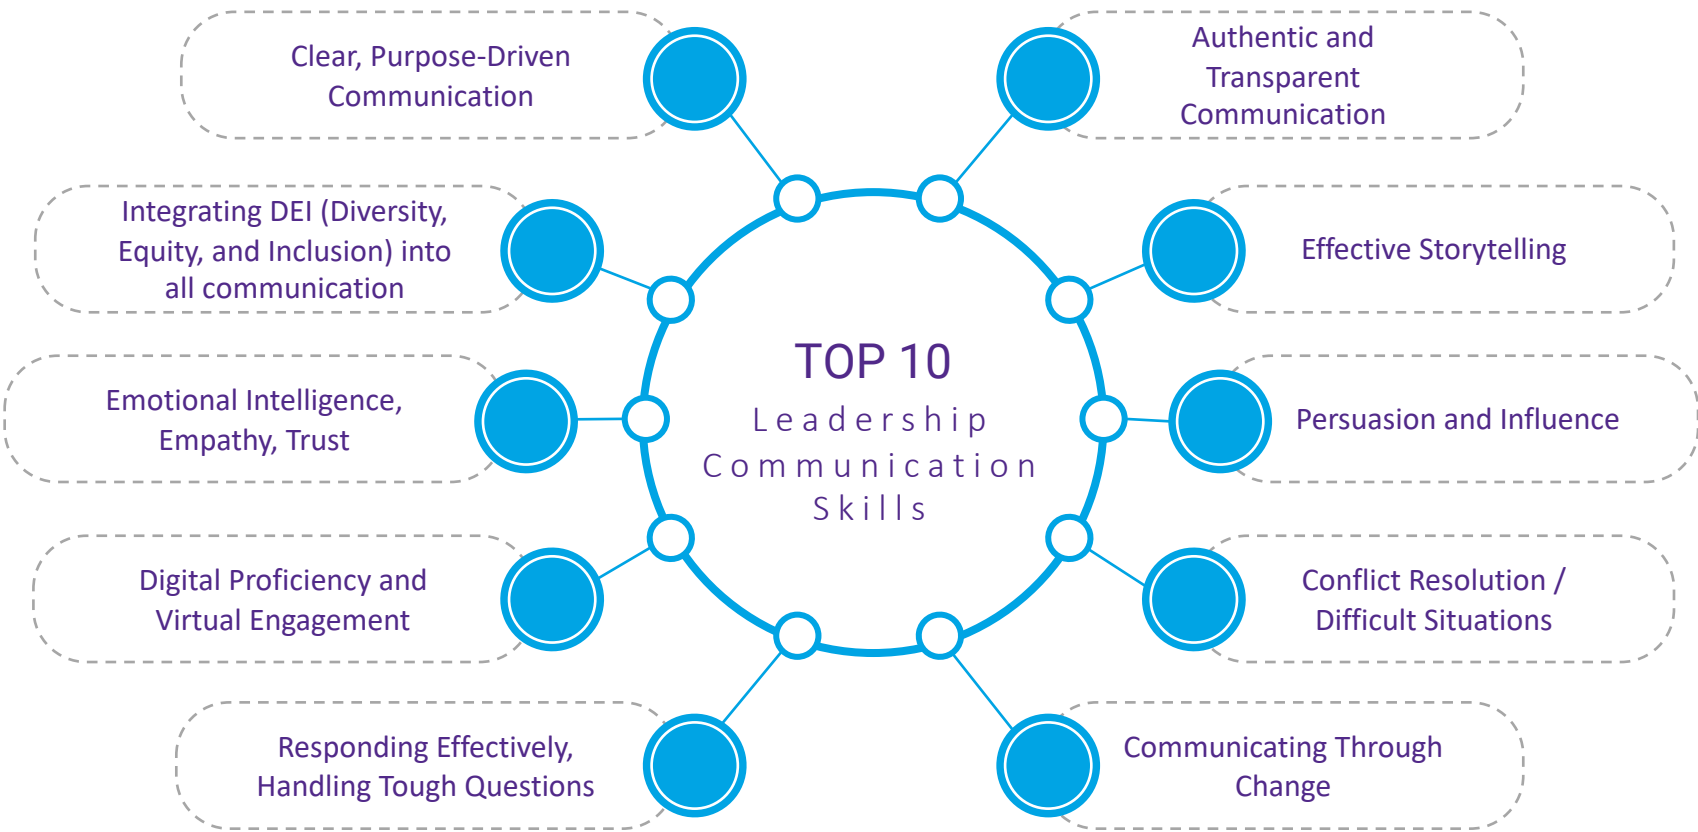 Clear, Purpose-Driven
Communication
Authentic and
Transparent
Communication
Integrating DEI (Diversity,
Equity, and Inclusion) into
all communication
Effective Storytelling
TOP 10
Leadership
Communication
Skills
Emotional Intelligence,
Empathy, Trust
Persuasion and Influence
Digital Proficiency and
Virtual Engagement
Conflict Resolution /
Difficult Situations
Responding Effectively,
Handling Tough Questions
Communicating Through
Change